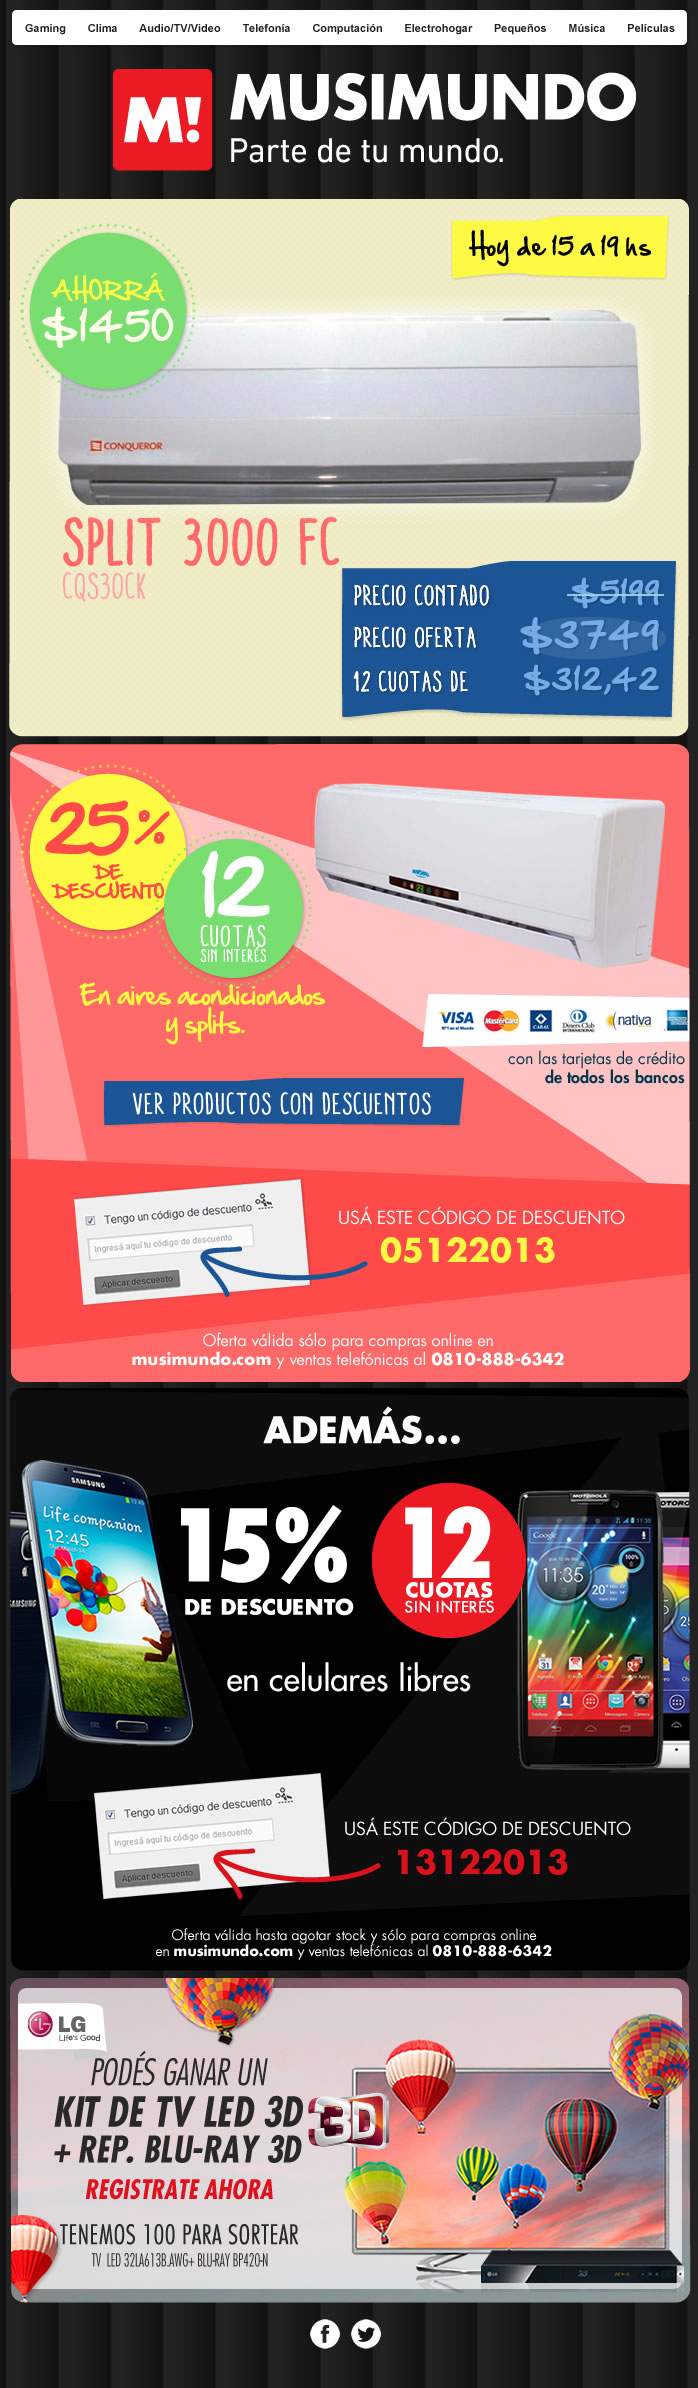 Gaming Clima Audio/TV/Video Telefonía Computación Electrohogar Pequeños Música Películas
M! MUSIMUNDO
Parte de tu mundo.
Hoy de 15 a 19 hs
AHORRÁ
$1450
CONQUEROR
SPLIT 3000 FC
CQS30CK
PRECIO CONTADO $5199
PRECIO OFERTA $3749
12 CUOTAS DE $312,42
25%
DE
DESCUENTO
12
CUOTAS
SIN INTERÉS
En aires acondicionados
y splits.
VISA MasterCard CABAL Diners Club INTERNATIONAL nativa
con las tarjetas de crédito
de todos los bancos
VER PRODUCTOS CON DESCUENTOS
Tengo un código de descuento
Ingresá aquí tu código de descuento
Aplicar descuento
USÁ ESTE CÓDIGO DE DESCUENTO
05122013
Oferta válida sólo para compras online en
musimundo.com y ventas telefónicas al 0810-888-6342
ADEMÁS...
SAMSUNG
Life companion
12:45
SAMSUNG
15%
DE DESCUENTO
12
CUOTAS
SIN INTERÉS
MOTOROLA
11:35
Google
11:35
20°
100%
en celulares libres
Tengo un código de descuento
Ingresá aquí tu código de descuento
Aplicar descuento
USÁ ESTE CÓDIGO DE DESCUENTO
13122013
Oferta válida hasta agotar stock y sólo para compras online
en musimundo.com y ventas telefónicas al 0810-888-6342
LG
Life's Good
PODÉS GANAR UN
KIT DE TV LED 3D
+ REP. BLU-RAY 3D
3D
REGISTRATE AHORA
TENEMOS 100 PARA SORTEAR
TV LED 32LA613B.AWG+ BLU-RAY BP420-N